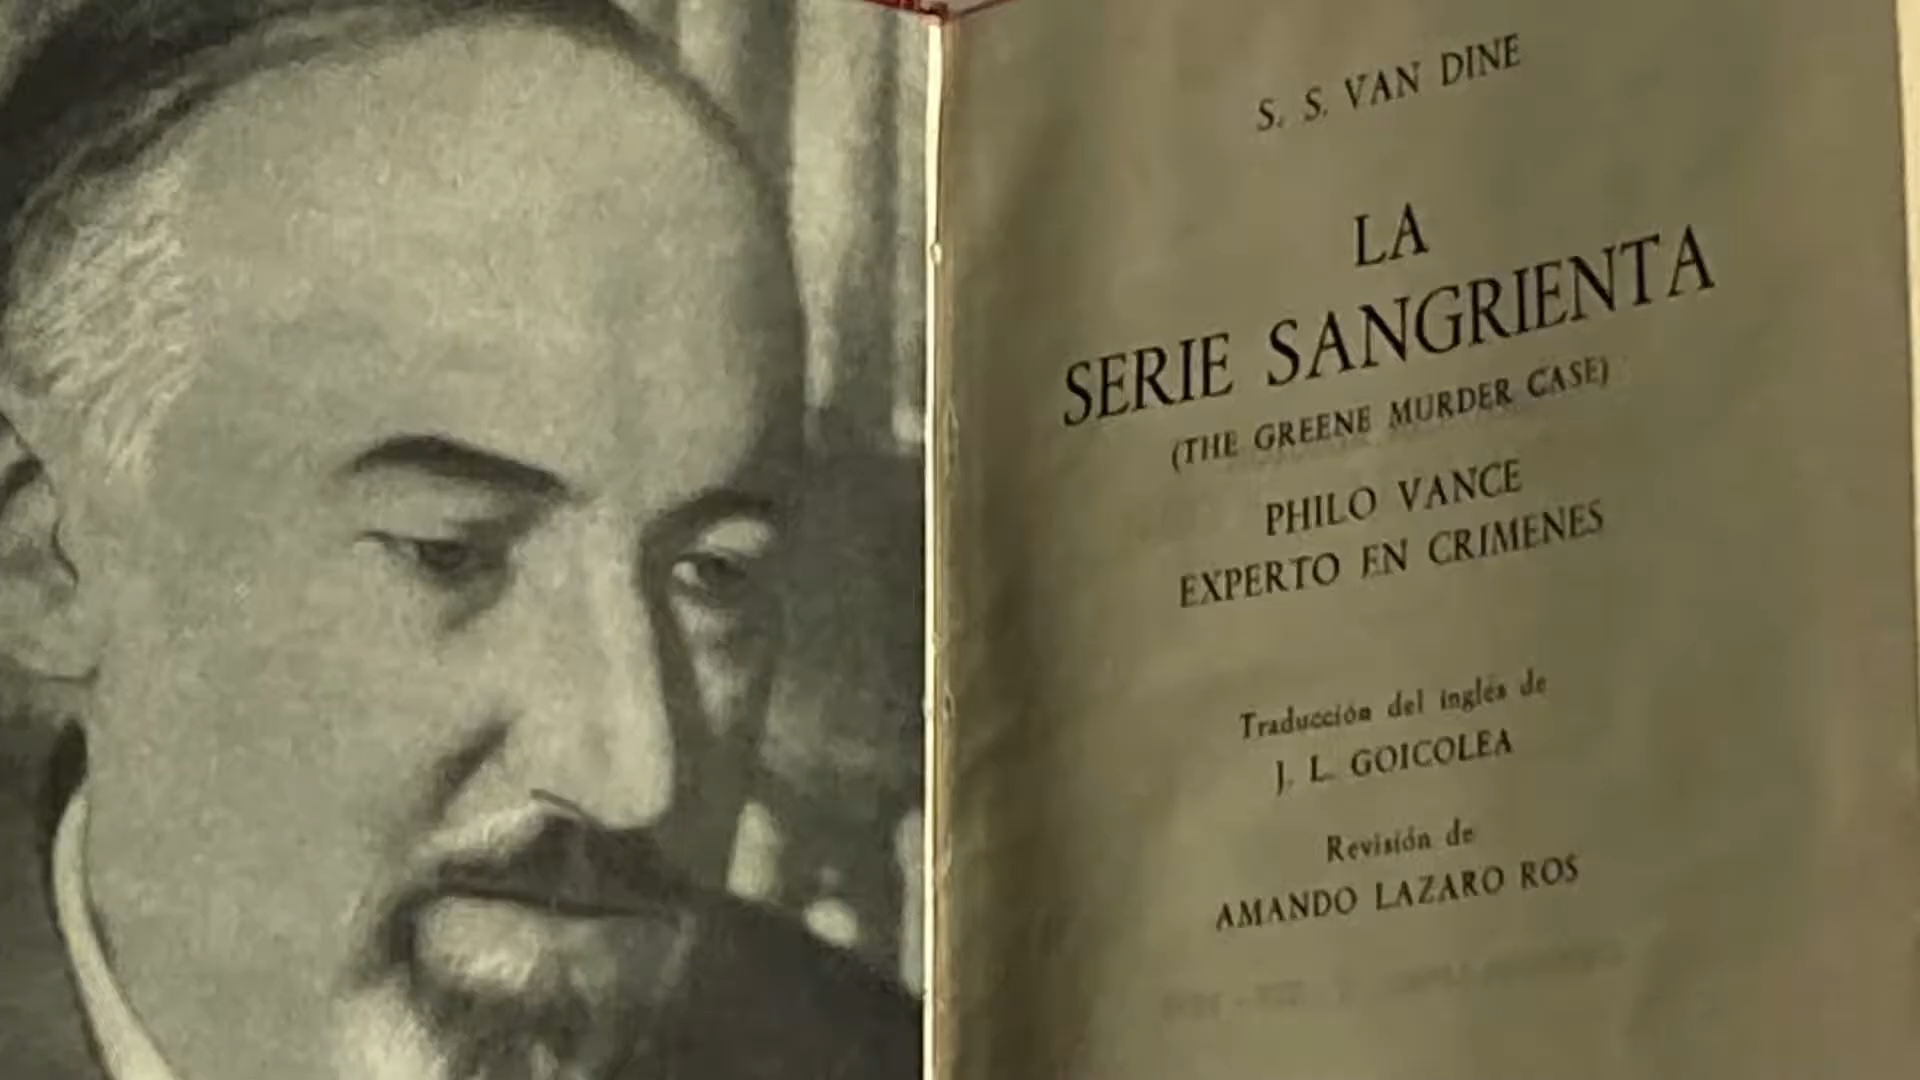 S. S. VAN DINE
LA
SERIE SANGRIENTA
(THE GREENE MURDER CASE)
PHILO VANCE
EXPERTO EN CRIMENES
Traducción del inglés de
J. L. GOICOLEA
Revisión de
AMANDO LAZARO ROS